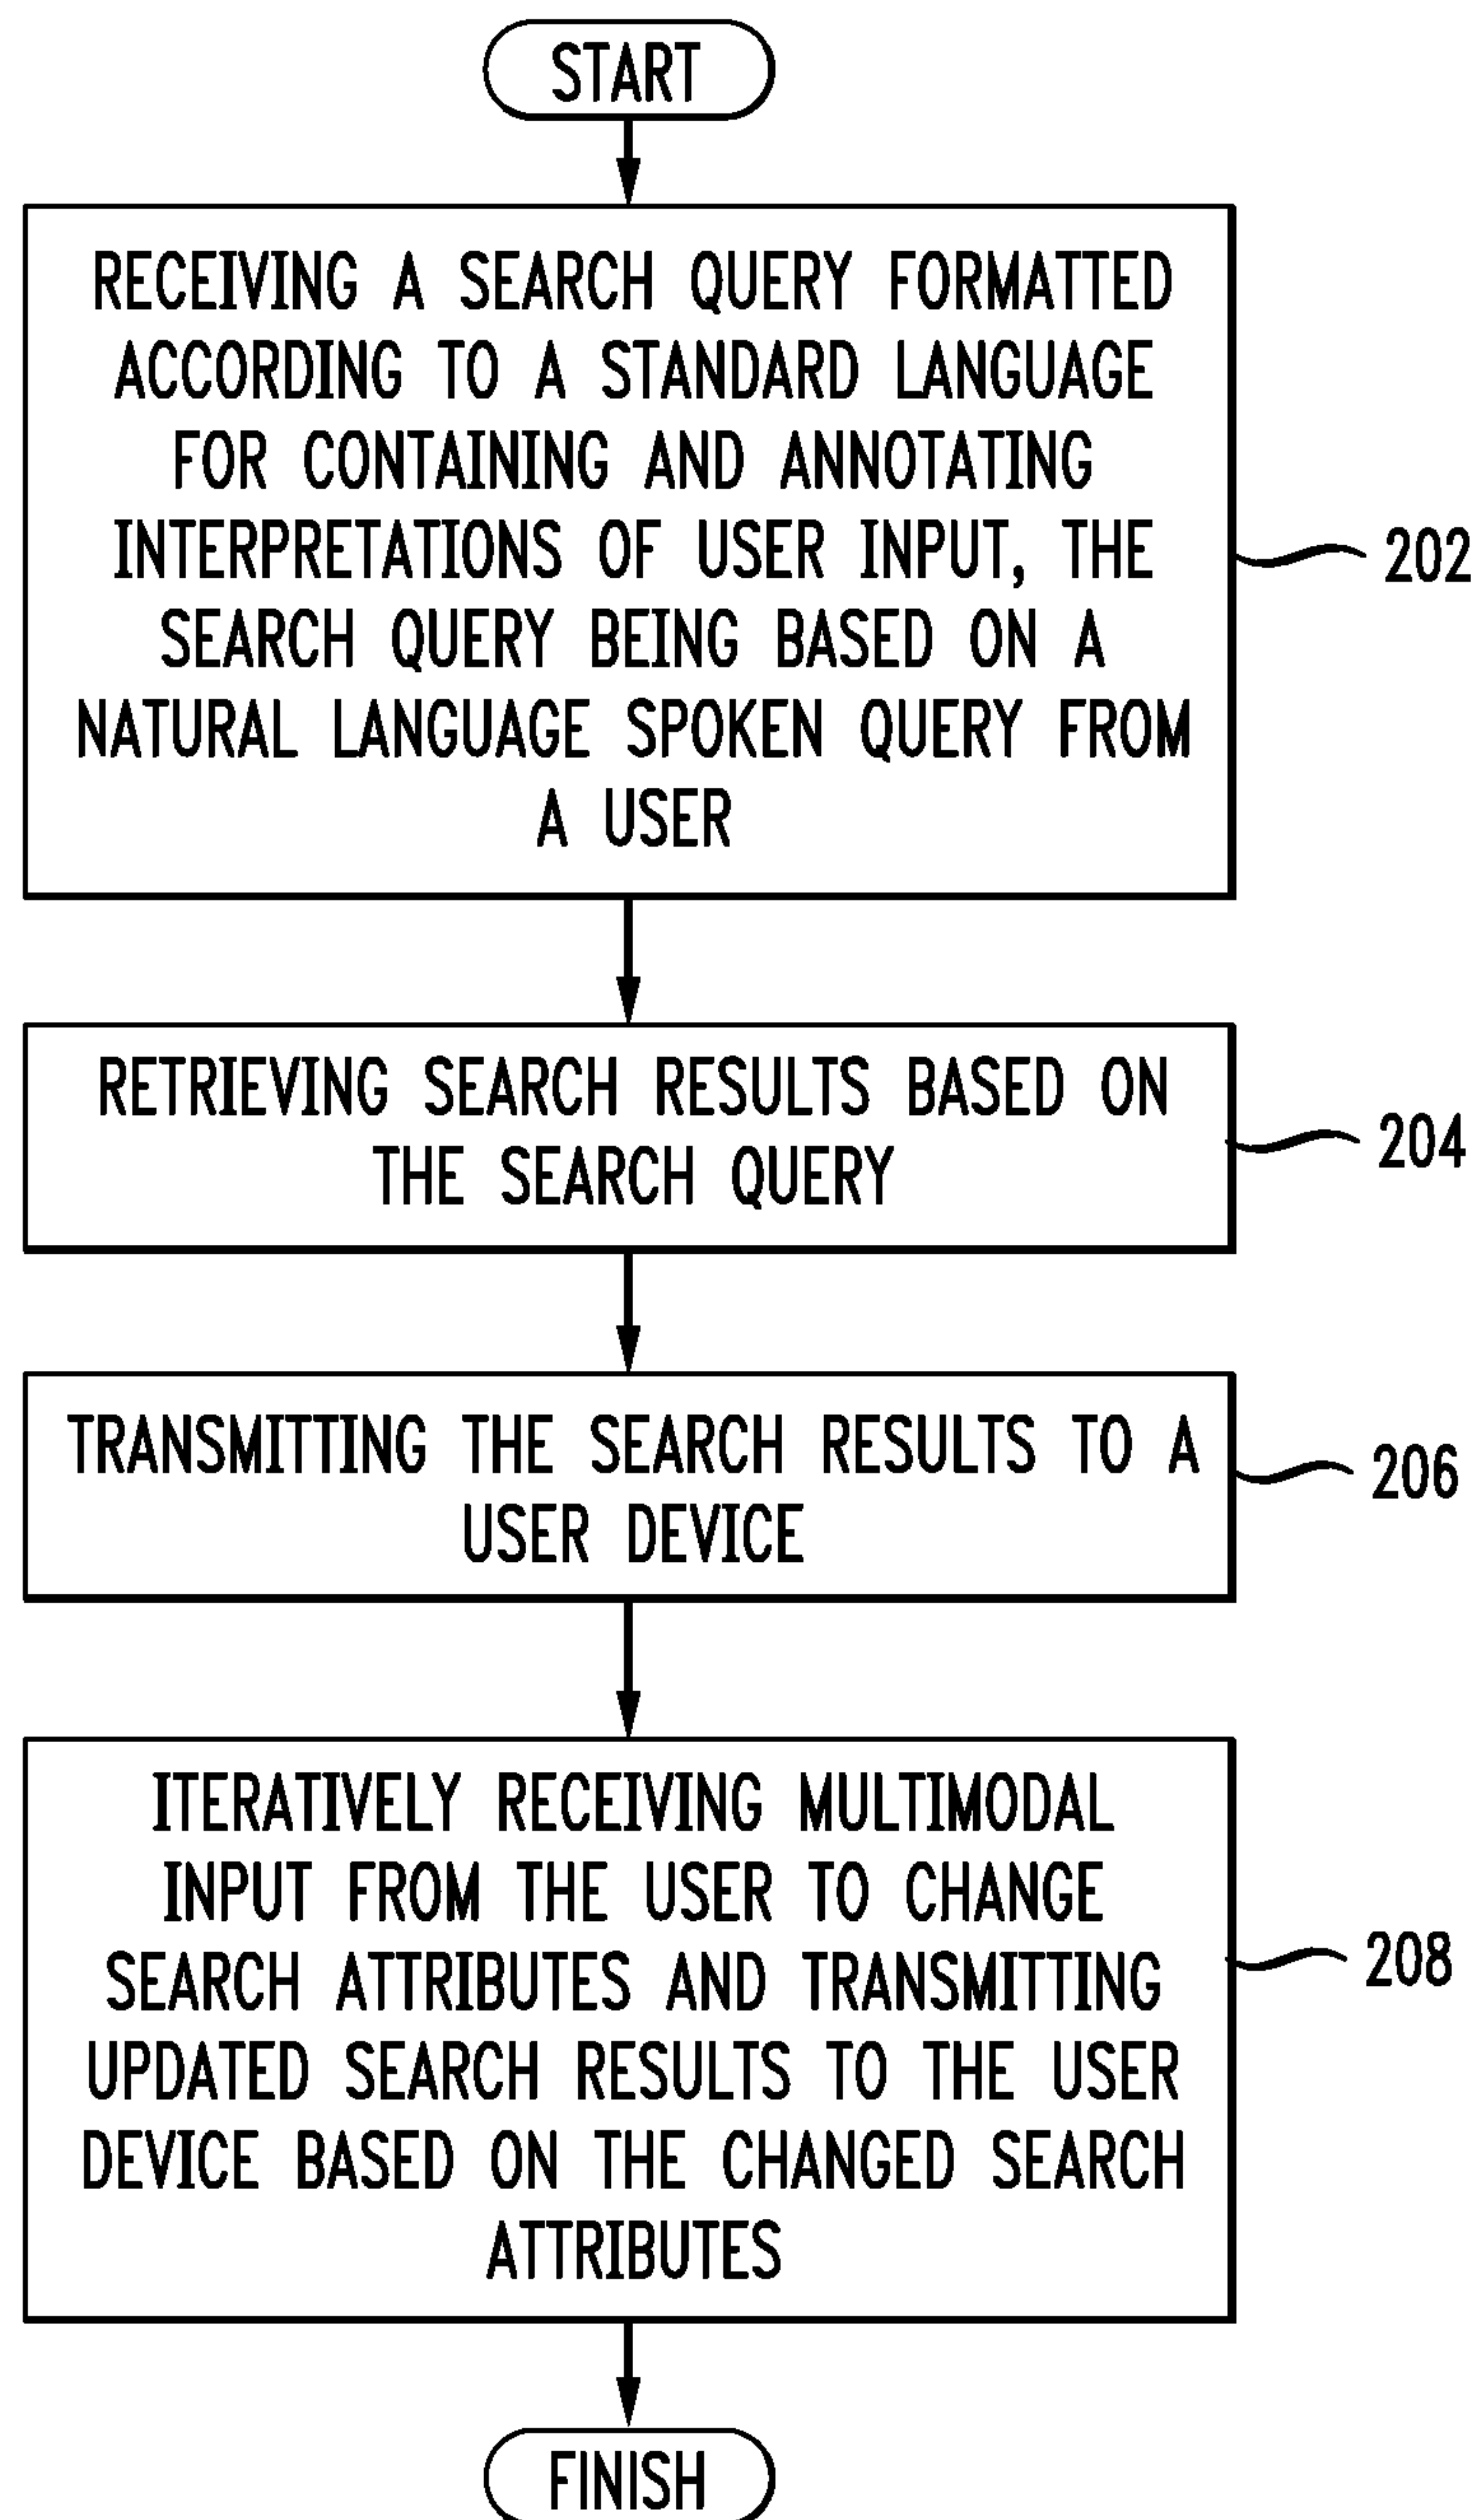 START
RECEIVING A SEARCH QUERY FORMATTED
ACCORDING TO A STANDARD LANGUAGE
FOR CONTAINING AND ANNOTATING
INTERPRETATIONS OF USER INPUT, THE
SEARCH QUERY BEING BASED ON A
NATURAL LANGUAGE SPOKEN QUERY FROM
A USER
202
RETRIEVING SEARCH RESULTS BASED ON
THE SEARCH QUERY
204
TRANSMITTING THE SEARCH RESULTS TO A
USER DEVICE
206
ITERATIVELY RECEIVING MULTIMODAL
INPUT FROM THE USER TO CHANGE
SEARCH ATTRIBUTES AND TRANSMITTING
UPDATED SEARCH RESULTS TO THE USER
DEVICE BASED ON THE CHANGED SEARCH
ATTRIBUTES
208
FINISH